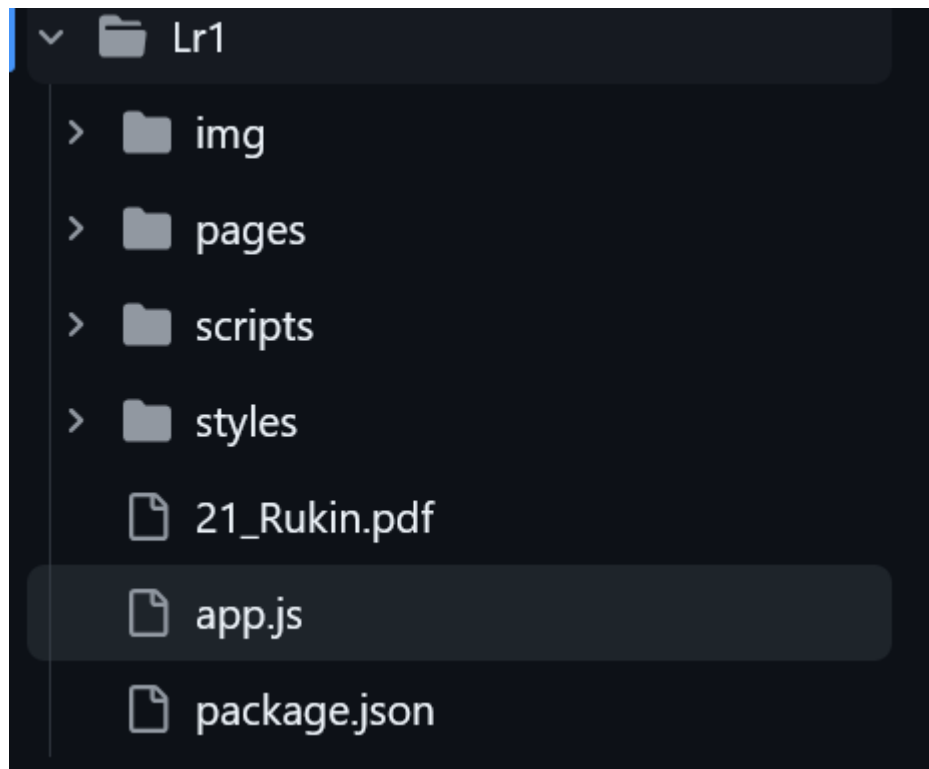 Lr1
img
pages
scripts
styles
21_Rukin.pdf
app.js
package.json